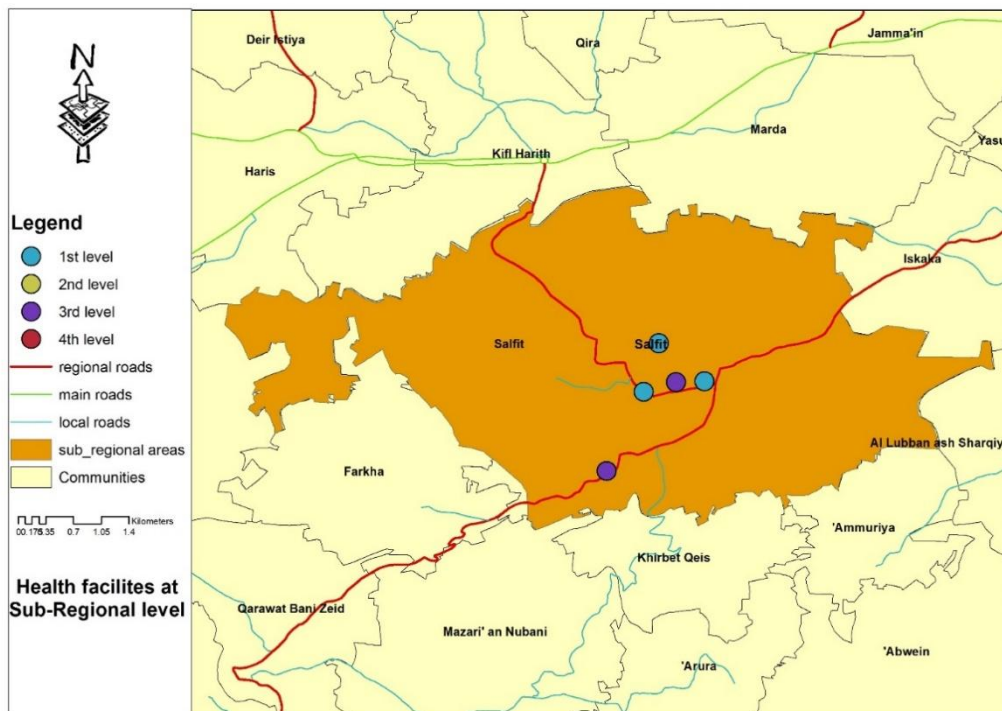 N
Legend
1st level
2nd level
3rd level
4th level
regional roads
main roads
local roads
sub_regional areas
Communities
Kilometers
0.7 1.05 1.4
Health facilites at
Sub-Regional level
Deir Istiya
Qira
Jamma'in
Marda
Kifl Harith
Haris
Iskaka
Salfit
Salfit
Al Lubban ash Sharqiy
Farkha
'Ammuriya
Khirbet Qeis
Qarawat Bani Zeid
Mazari' an Nubani
'Arura
'Abwein
Yasu